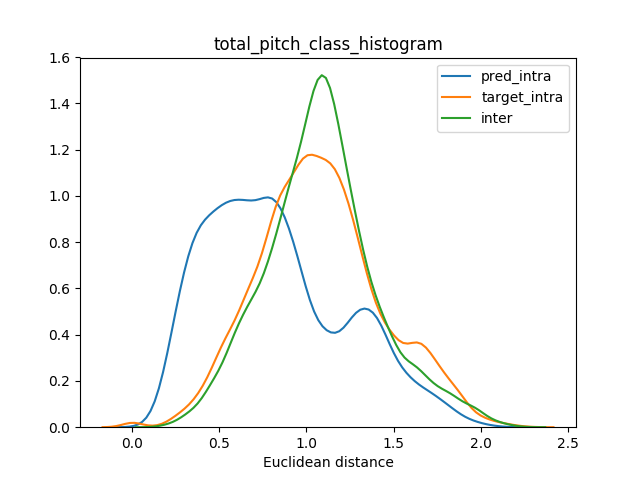 total_pitch_class_histogram
1.6
1.4
1.2
1.0
0.8
0.6
0.4
0.2
0.0
pred_intra
target_intra
inter
0.0 0.5 1.0 1.5 2.0 2.5
Euclidean distance